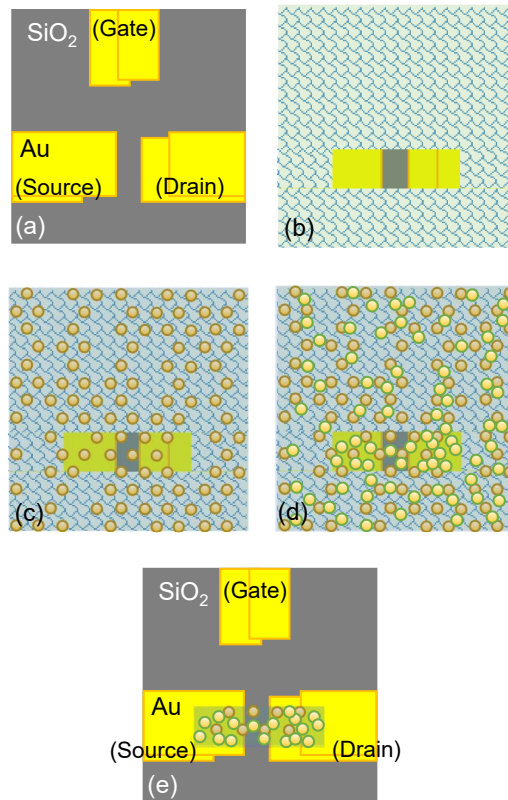 SiO₂
(Gate)
Au
(Source)
(Drain)
(a)
(b)
(c)
(d)
SiO₂
(Gate)
Au
(Source)
(Drain)
(e)